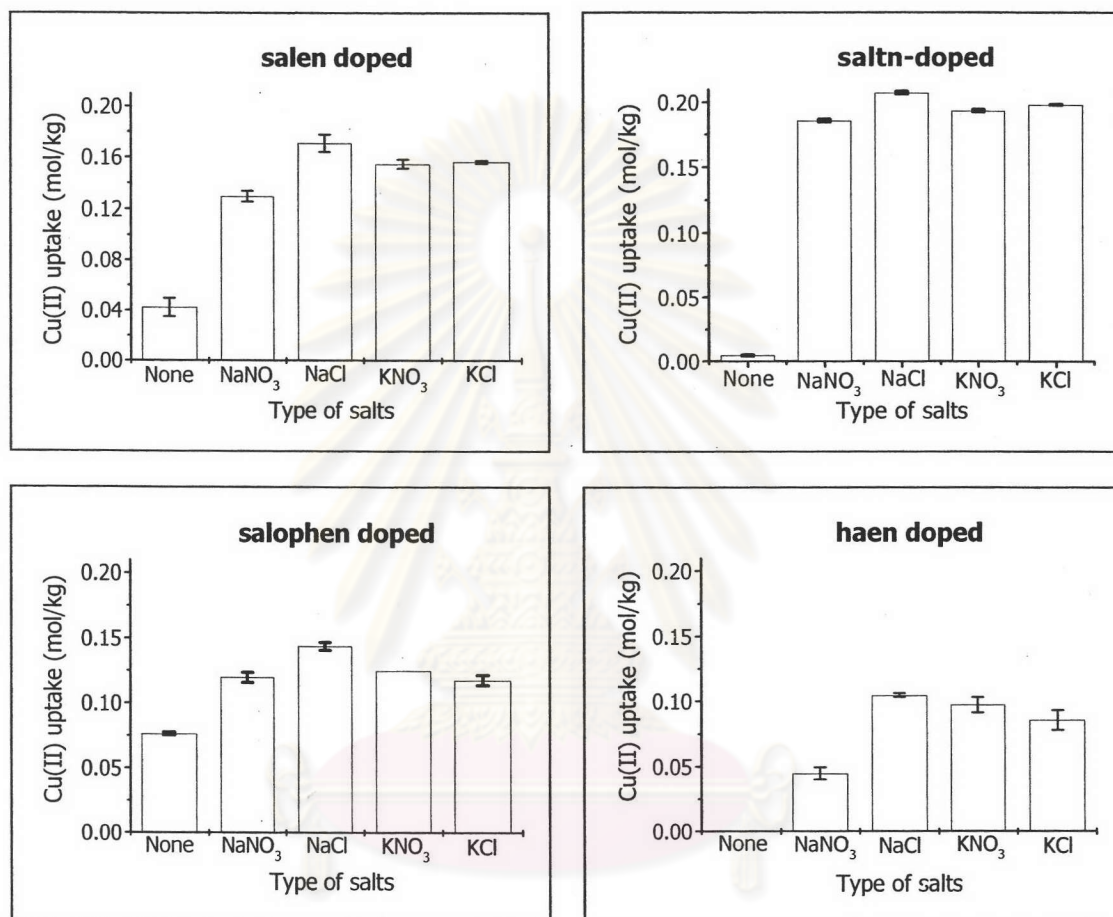 salen doped
Cu(II) uptake (mol/kg)
0.20
0.16
0.12
0.08
0.04
0.00
None NaNO₃ NaCl KNO₃ KCl
Type of salts
saltn-doped
Cu(II) uptake (mol/kg)
0.20
0.15
0.10
0.05
0.00
None NaNO₃ NaCl KNO₃ KCl
Type of salts
salophen doped
Cu(II) uptake (mol/kg)
0.20
0.15
0.10
0.05
0.00
None NaNO₃ NaCl KNO₃ KCl
Type of salts
haen doped
Cu(II) uptake (mol/kg)
0.20
0.15
0.10
0.05
0.00
None NaNO₃ NaCl KNO₃ KCl
Type of salts